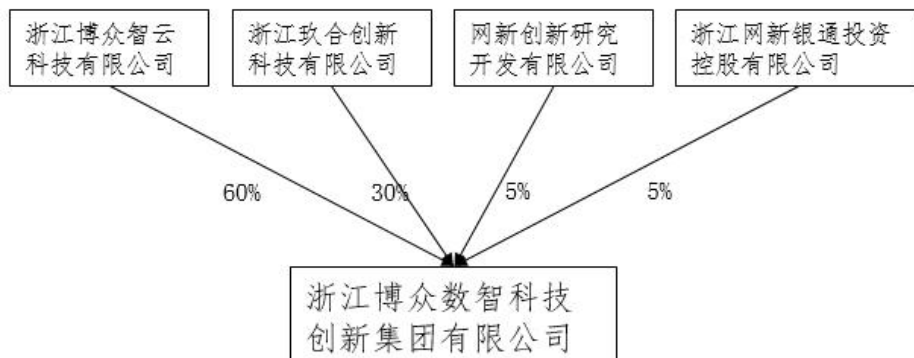 浙江博众智云
科技有限公司
浙江玖合创新
科技有限公司
网新创新研究
开发有限公司
浙江网新银通投资
控股有限公司
60%
30%
5%
5%
浙江博众数智科技
创新集团有限公司